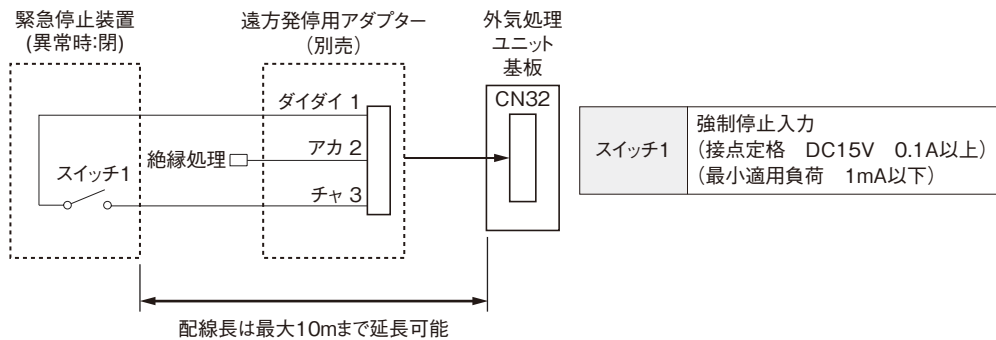 緊急停止装置
(異常時:閉)
遠方発停用アダプター
(別売)
外気処理
ユニット
基板
CN32
ダイダイ 1
アカ 2
チャ 3
絶縁処理
スイッチ1
スイッチ1
強制停止入力
(接点定格 DC15V 0.1A以上)
(最小適用負荷 1mA以下)
配線長は最大10mまで延長可能